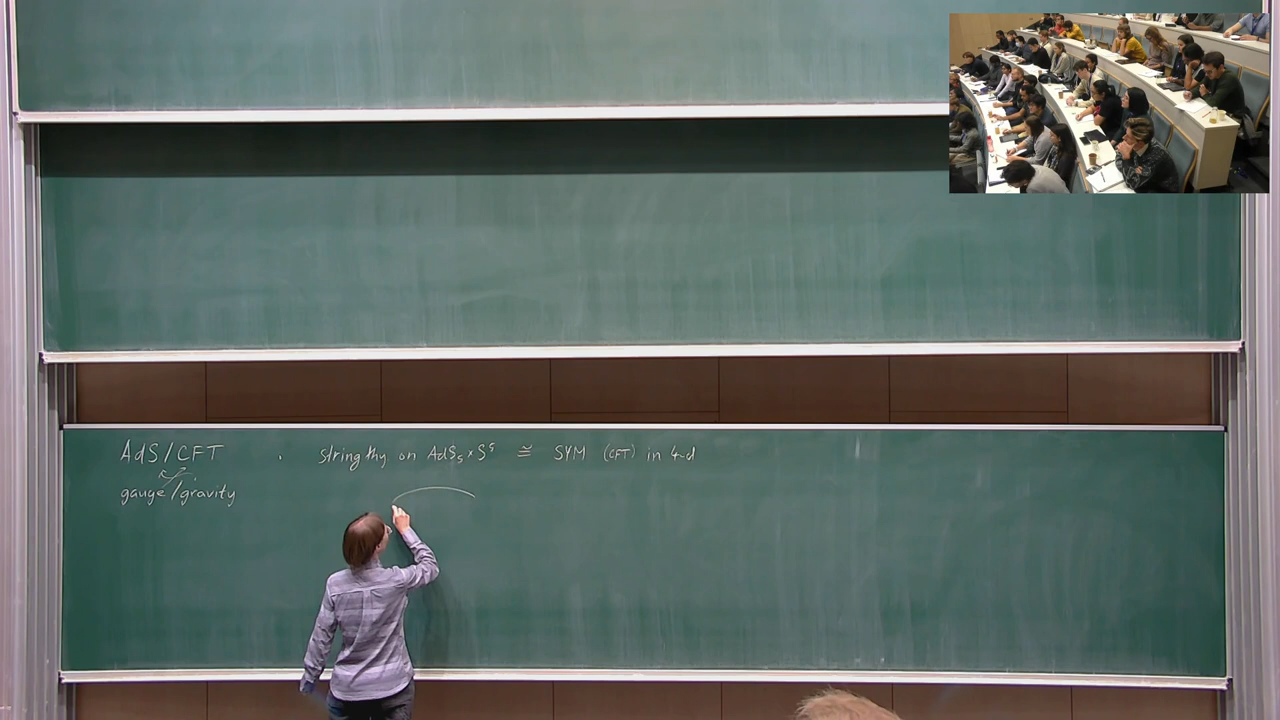 AdS/CFT . string thy on AdS₅×S⁵ ≅ SYM (CFT) in 4-d
gauge/gravity